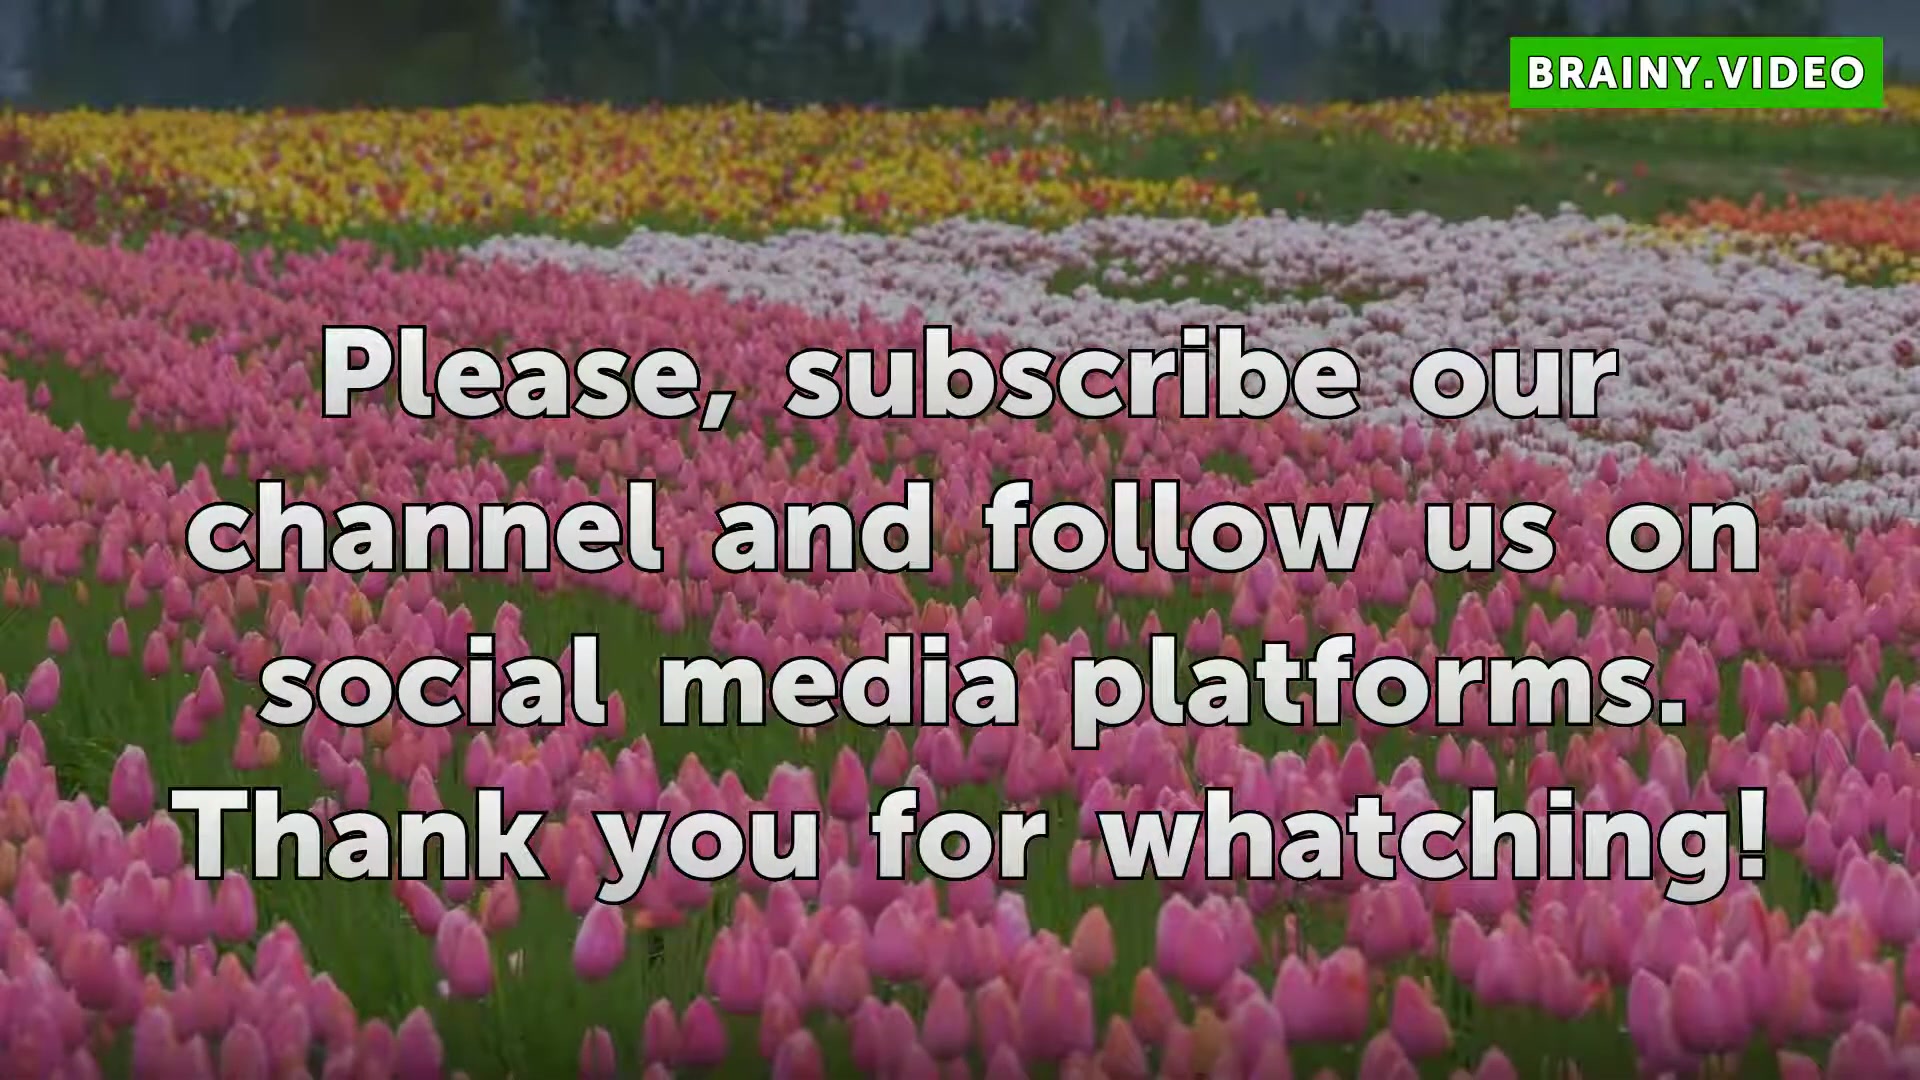 BRAINY.VIDEO
Please, subscribe our
channel and follow us on
social media platforms.
Thank you for whatching!